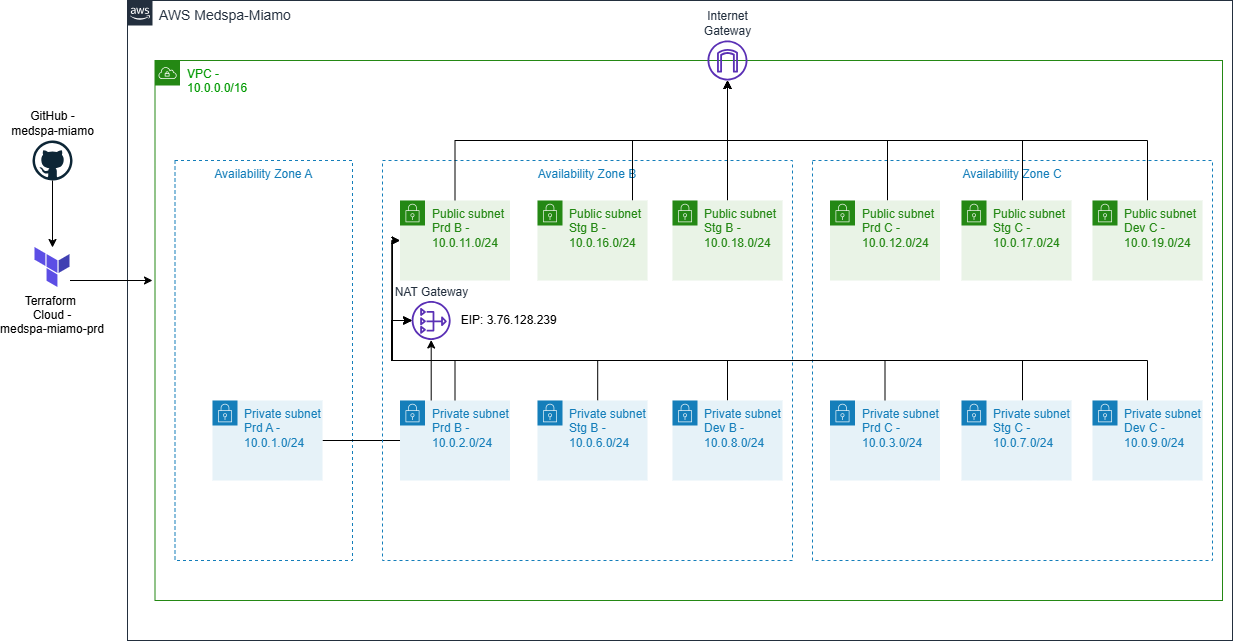 aws
AWS Medspa-Miamo
Internet
Gateway
VPC -
10.0.0.0/16
GitHub -
medspa-miamo
Terraform
Cloud -
medspa-miamo-prd
Availability Zone A
Availability Zone B
Availability Zone C
Public subnet
Prd B -
10.0.11.0/24
Public subnet
Stg B -
10.0.16.0/24
Public subnet
Stg B -
10.0.18.0/24
Public subnet
Prd C -
10.0.12.0/24
Public subnet
Stg C -
10.0.17.0/24
Public subnet
Dev C -
10.0.19.0/24
NAT Gateway
EIP: 3.76.128.239
Private subnet
Prd A -
10.0.1.0/24
Private subnet
Prd B -
10.0.2.0/24
Private subnet
Stg B -
10.0.6.0/24
Private subnet
Dev B -
10.0.8.0/24
Private subnet
Prd C -
10.0.3.0/24
Private subnet
Stg C -
10.0.7.0/24
Private subnet
Dev C -
10.0.9.0/24